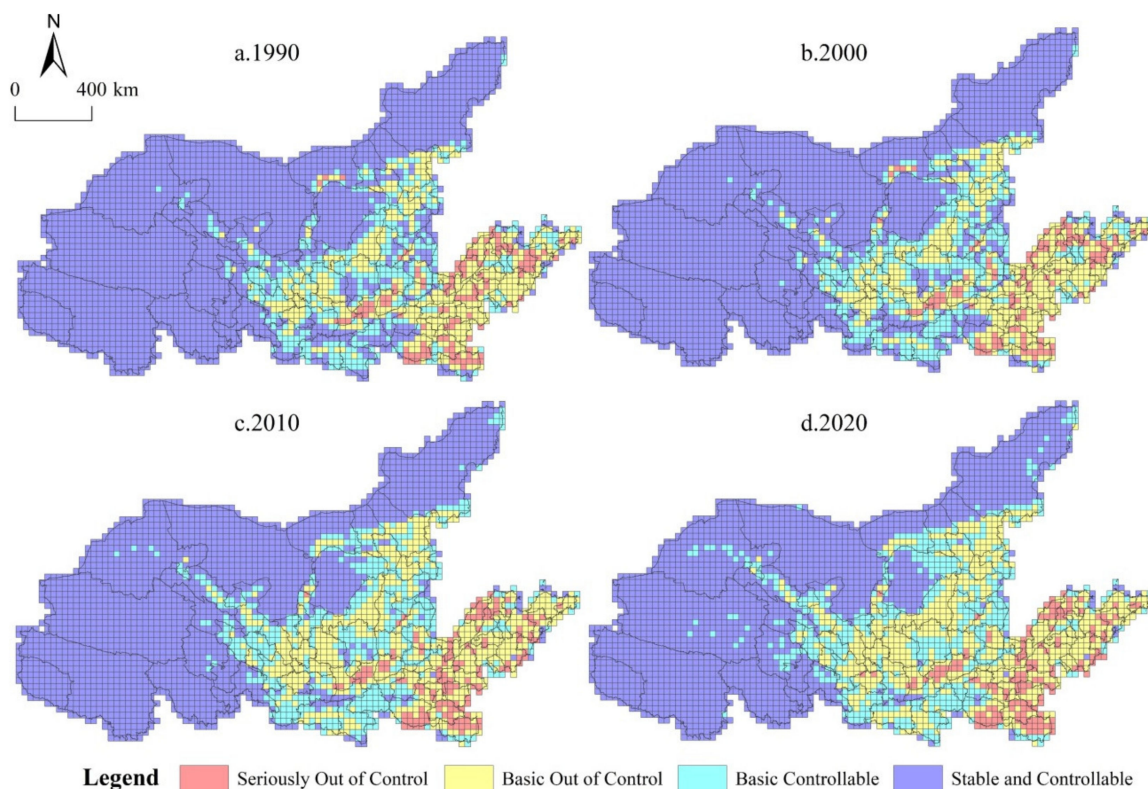 N
0 400 km
a.1990
b.2000
c.2010
d.2020
Legend Seriously Out of Control Basic Out of Control Basic Controllable Stable and Controllable